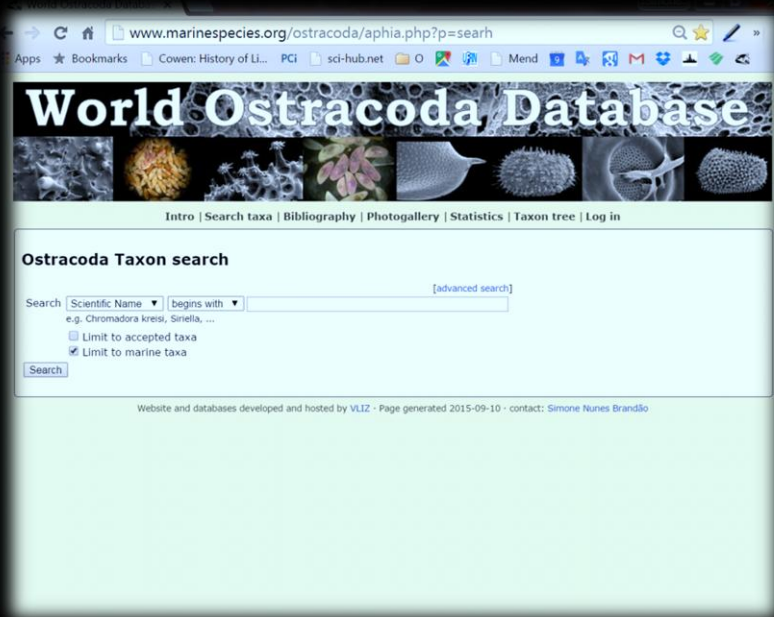 www.marinespecies.org/ostracoda/aphia.php?p=searh
Apps Bookmarks Cowen: History of Li... PCi sci-hub.net O Mend 9
World Ostracoda Database
Intro | Search taxa | Bibliography | Photogallery | Statistics | Taxon tree | Log in
Ostracoda Taxon search
[advanced search]
Search Scientific Name ▼ begins with ▼
e.g. Chromadora kreisi, Siriella, ...
Limit to accepted taxa
Limit to marine taxa
Search
Website and databases developed and hosted by VLIZ · Page generated 2015-09-10 · contact: Simone Nunes Brandão